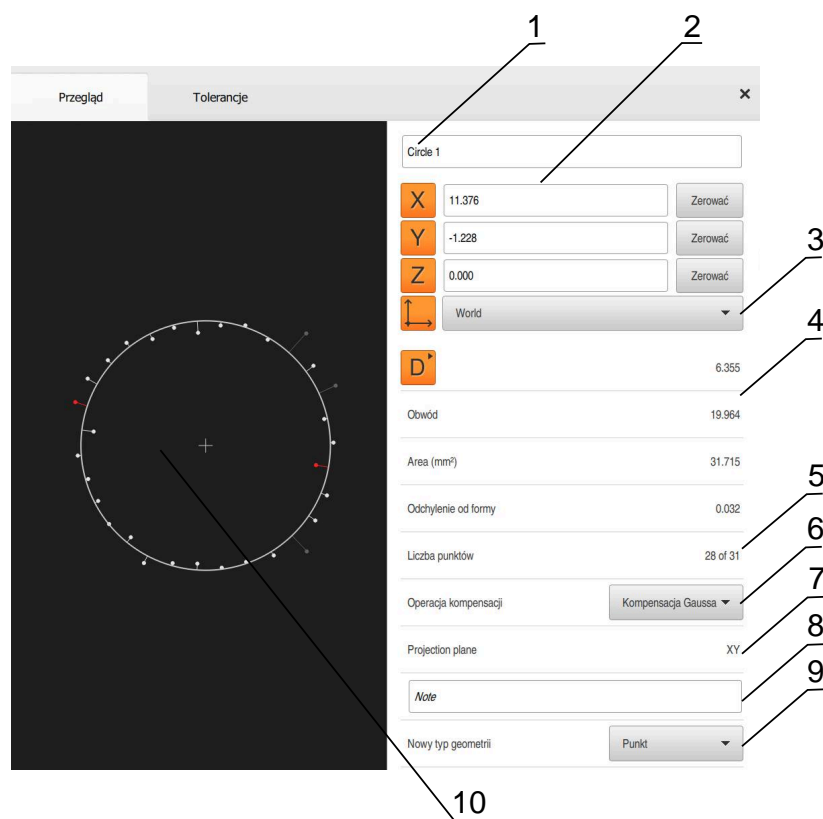 1
2
Przegląd Tolerancje ×
Circle 1
X 11.376 Zerować
Y -1.228 Zerować
3
Z 0.000 Zerować
World
4
D 6.355
Obwód 19.964
Area (mm²) 31.715
5
Odchylenie od formy 0.032
6
Liczba punktów 28 of 31
7
Operacja kompensacji Kompensacja Gaussa
8
Projection plane XY
9
Note
Nowy typ geometrii Punkt
10